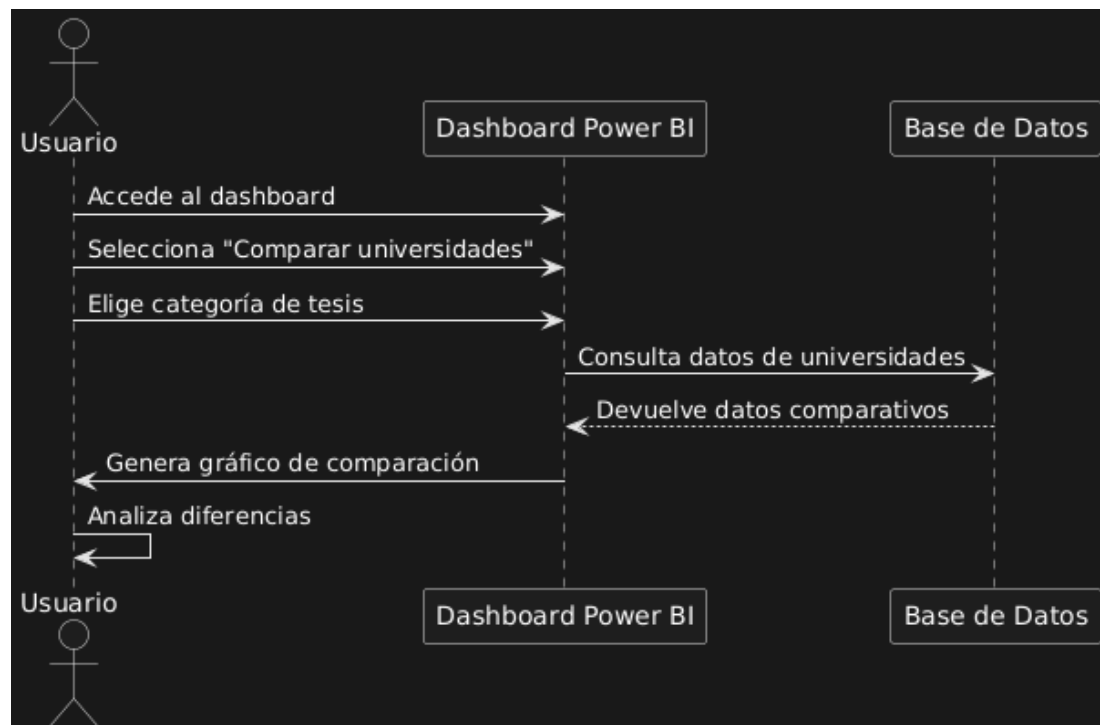 Usuario
Dashboard Power BI
Base de Datos
Accede al dashboard
Selecciona "Comparar universidades"
Elige categoría de tesis
Consulta datos de universidades
Devuelve datos comparativos
Genera gráfico de comparación
Analiza diferencias
Usuario
Dashboard Power BI
Base de Datos